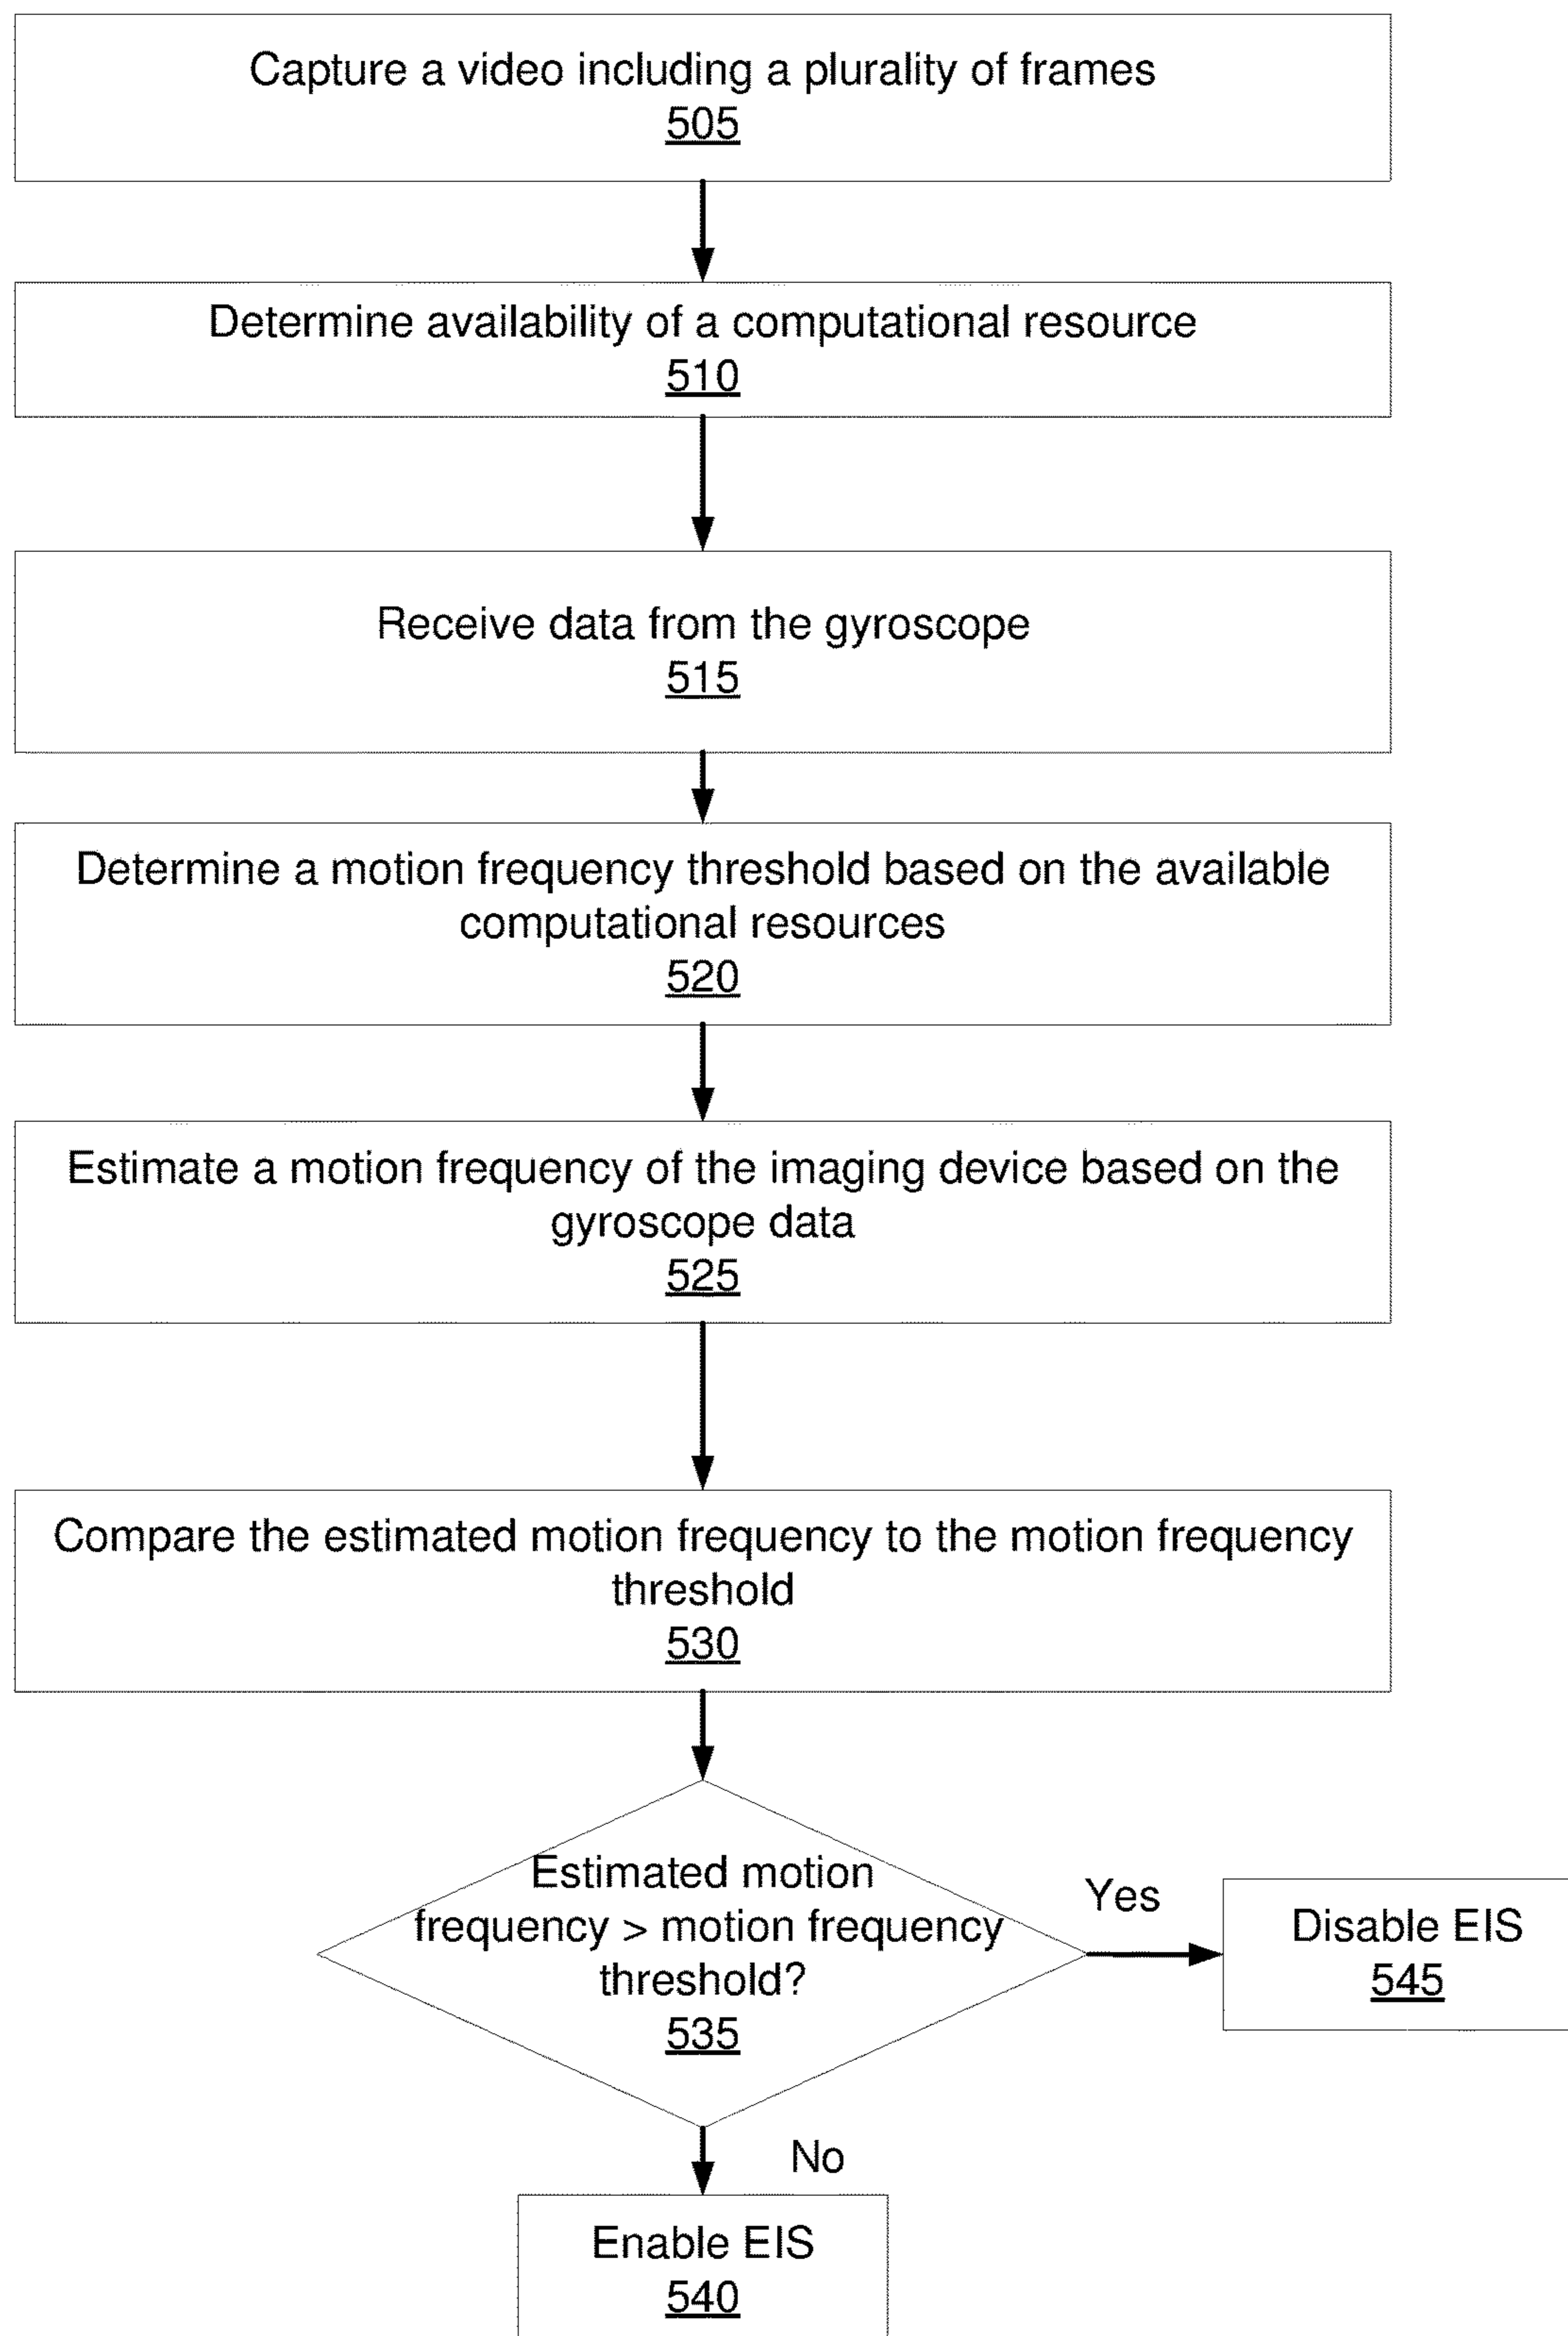 Capture a video including a plurality of frames
505
Determine availability of a computational resource
510
Receive data from the gyroscope
515
Determine a motion frequency threshold based on the available
computational resources
520
Estimate a motion frequency of the imaging device based on the
gyroscope data
525
Compare the estimated motion frequency to the motion frequency
threshold
530
Estimated motion
frequency > motion frequency
threshold?
535
Yes
Disable EIS
545
No
Enable EIS
540